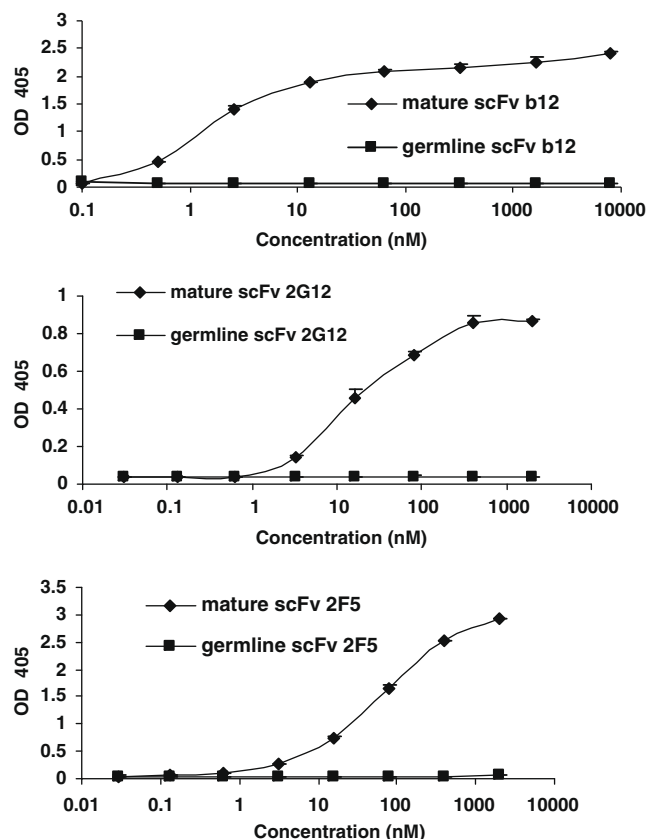 3
2.5
2
1.5
1
0.5
0
OD 405
mature scFv b12
germline scFv b12
0.1 1 10 100 1000 10000
Concentration (nM)
mature scFv 2G12
germline scFv 2G12
1
0.8
0.6
0.4
0.2
0
OD 405
0.01 0.1 1 10 100 1000 10000
Concentration (nM)
mature scFv 2F5
germline scFv 2F5
3.5
3
2.5
2
1.5
1
0.5
0
OD 405
0.01 0.1 1 10 100 1000 10000
Concentration (nM)